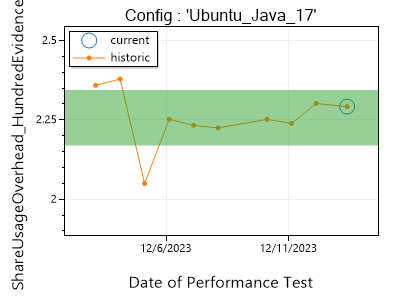 Config : 'Ubuntu_Java_17'
ShareUsageOverhead_HundredEvidence
current
historic
2.5
2.25
2
12/6/2023
12/11/2023
Date of Performance Test